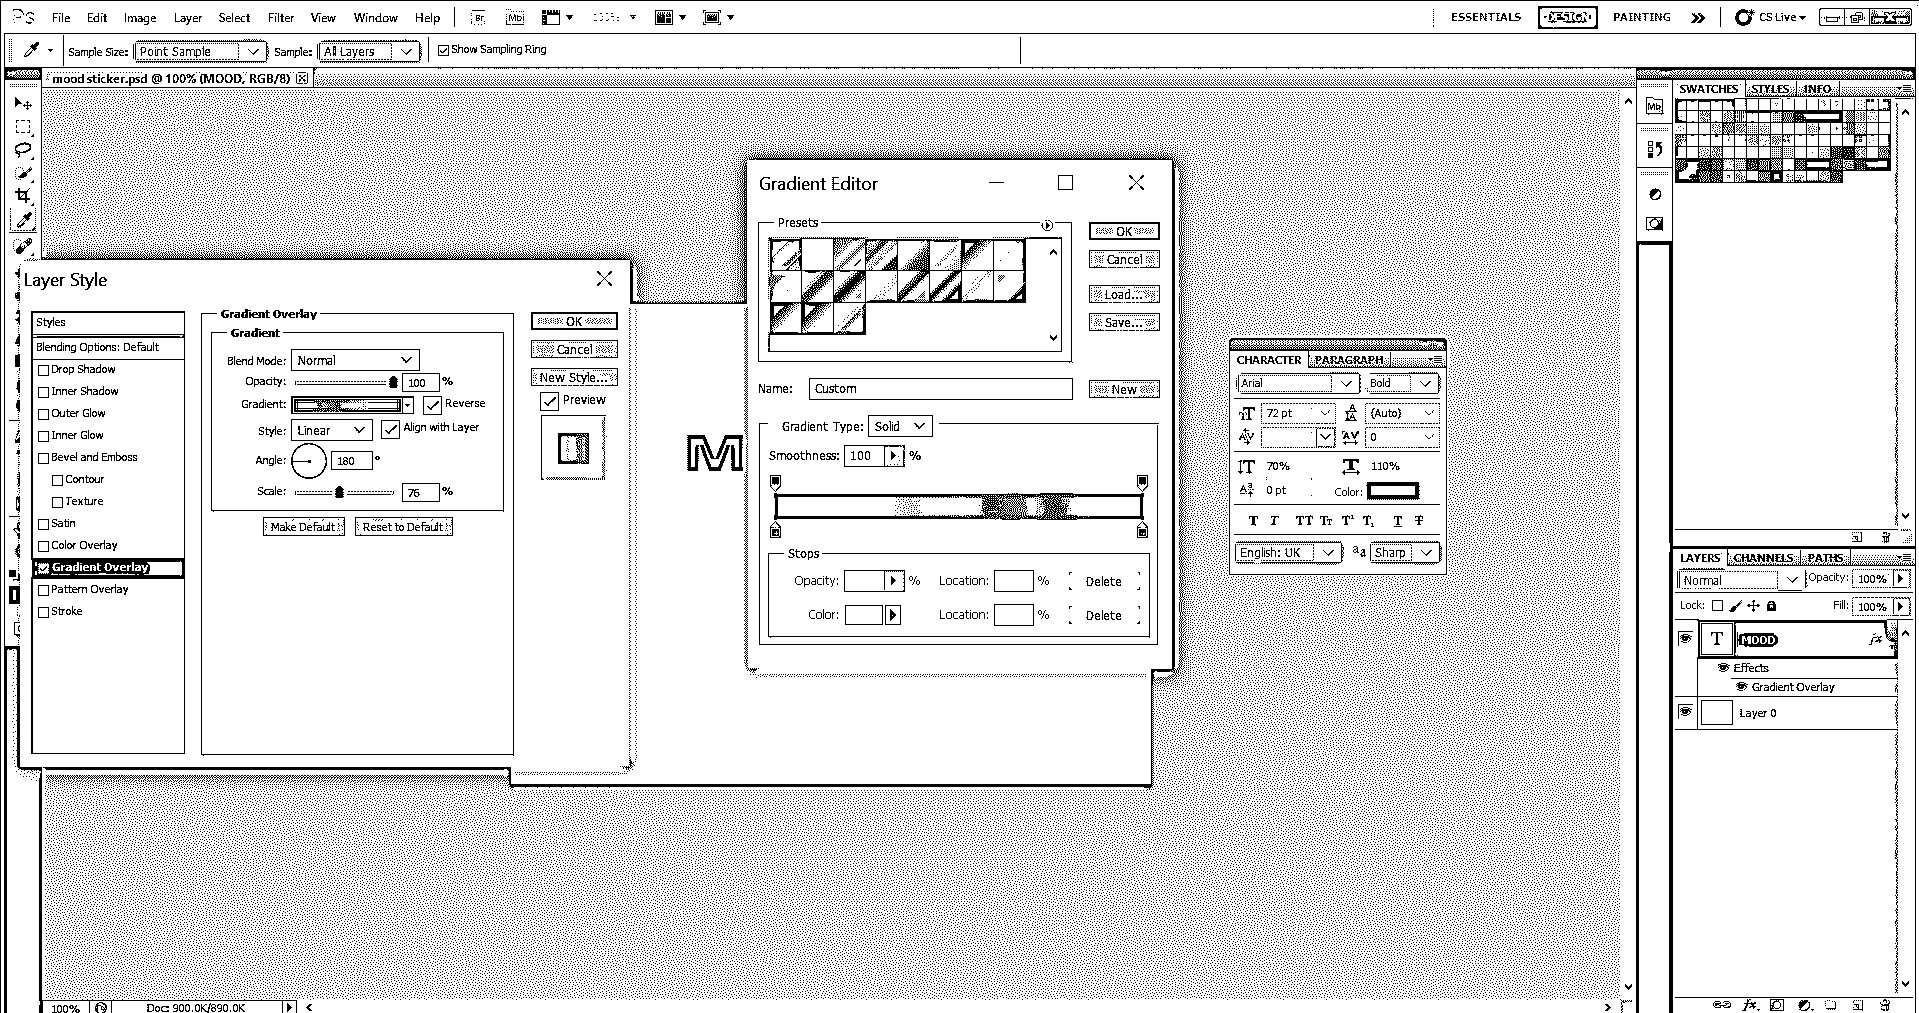 Ps File Edit Image Layer Select Filter View Window Help Br Mb ESSENTIALS DESIGN PAINTING CS Live
Sample Size: Point Sample Sample: All Layers Show Sampling Ring
mood sticker.psd @ 100% (MOOD, RGB/8)
Layer Style
Styles
Blending Options: Default
Drop Shadow
Inner Shadow
Outer Glow
Inner Glow
Bevel and Emboss
Contour
Texture
Satin
Color Overlay
Gradient Overlay
Pattern Overlay
Stroke
Gradient Overlay
Gradient
Blend Mode: Normal
Opacity: 100 %
Gradient: Reverse
Style: Linear Align with Layer
Angle: 180 °
Scale: 76 %
Make Default Reset to Default
OK
Cancel
New Style...
Preview
M
Gradient Editor
Presets
OK
Cancel
Load...
Save...
Name: Custom New
Gradient Type: Solid
Smoothness: 100 %
Stops
Opacity: % Location: % Delete
Color: Location: % Delete
CHARACTER PARAGRAPH
Arial Bold
72 pt (Auto)
0
70% 110%
0 pt Color:
T T TT Tr T¹ T₁ T T
English: UK aa Sharp
Mb
SWATCHES STYLES INFO
LAYERS CHANNELS PATHS
Normal Opacity: 100%
Lock: Fill: 100%
T MOOD fx
Effects
Gradient Overlay
Layer 0
100% Doc: 900.0K/890.0K